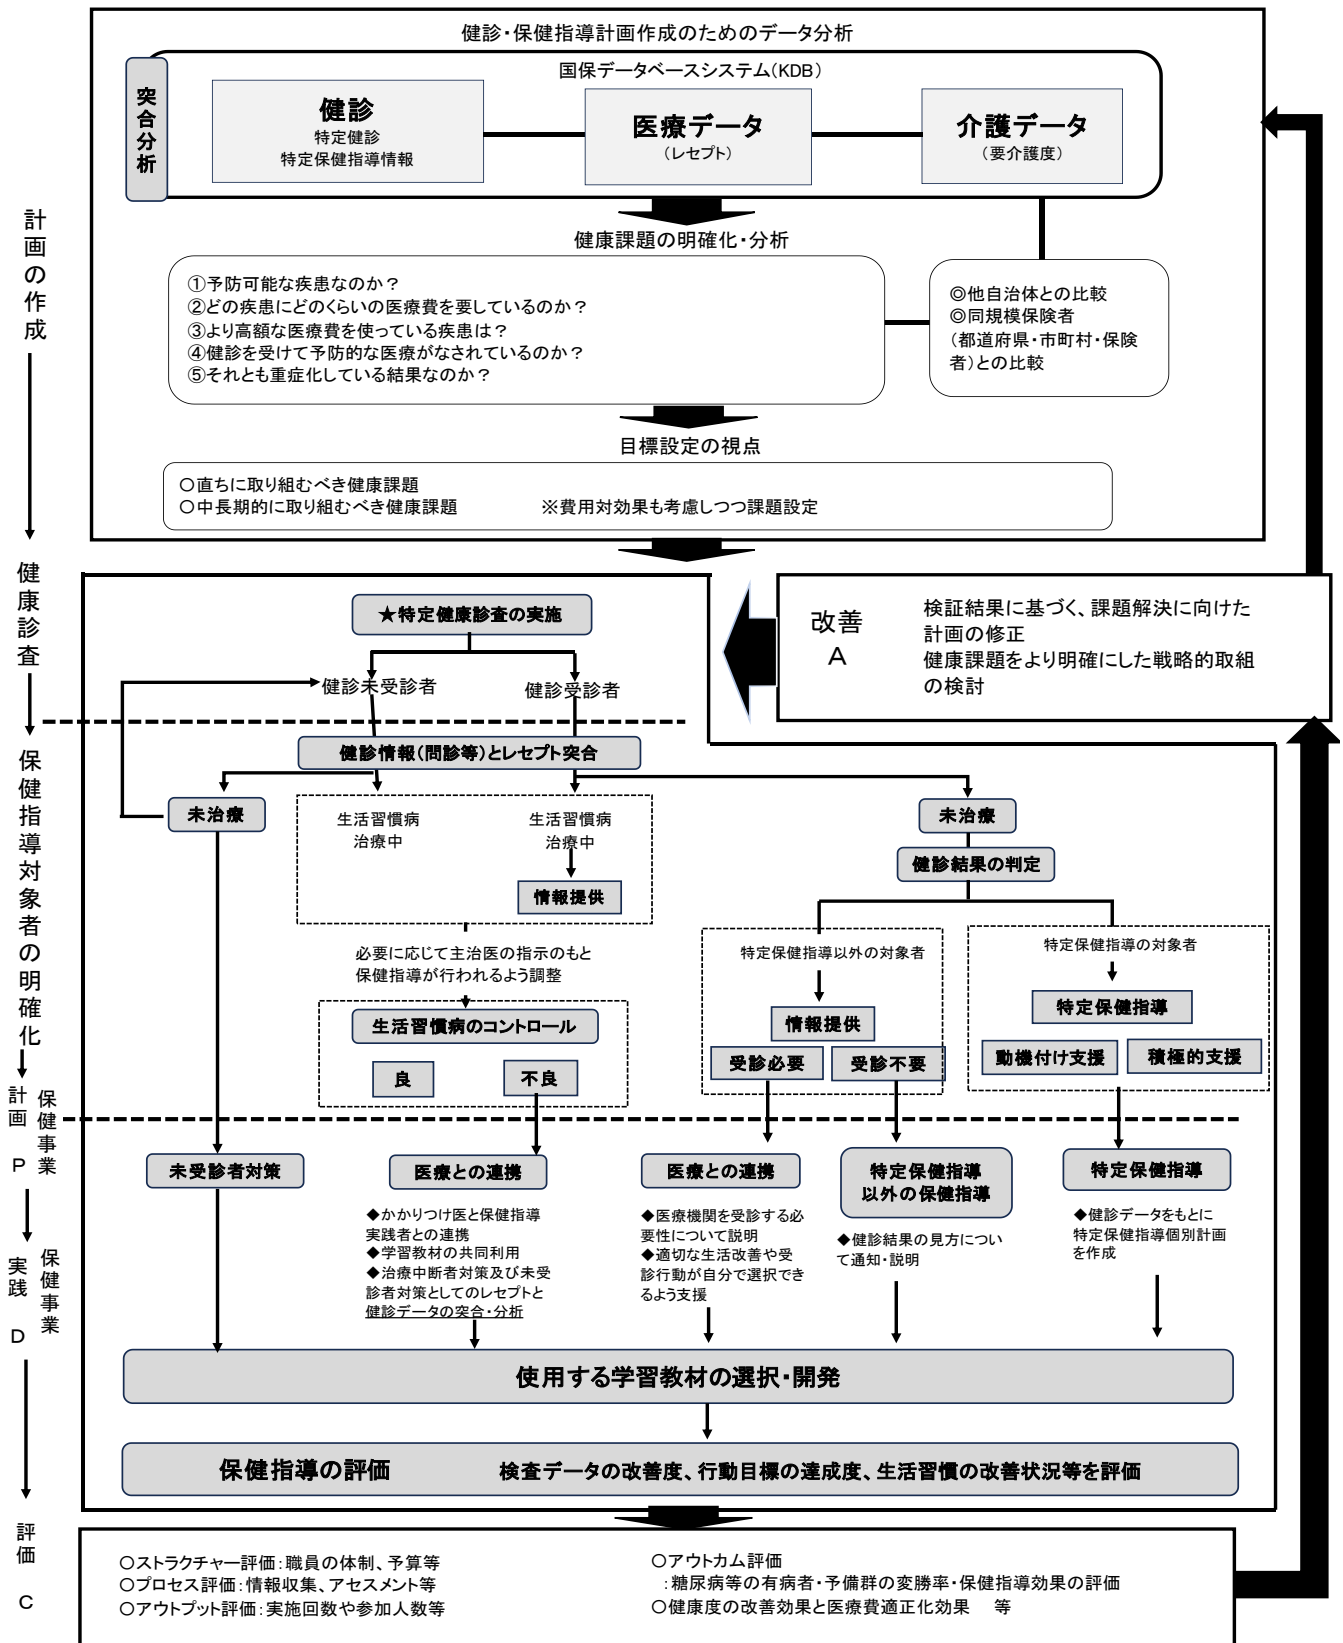 健診・保健指導計画作成のためのデータ分析
国保データベースシステム(KDB)
突合分析
健診
特定健診
特定保健指導情報
医療データ
(レセプト)
介護データ
(要介護度)
計画の作成
健康課題の明確化・分析
①予防可能な疾患なのか?
②どの疾患にどのくらいの医療費を要しているのか?
③より高額な医療費を使っている疾患は?
④健診を受けて予防的な医療がなされているのか?
⑤それとも重症化している結果なのか?
◎他自治体との比較
◎同規模保険者
(都道府県・市町村・保険
者)との比較
目標設定の視点
○直ちに取り組むべき健康課題
○中長期的に取り組むべき健康課題 ※費用対効果も考慮しつつ課題設定
健康診査
★特定健康診査の実施
改善
A
検証結果に基づく、課題解決に向けた
計画の修正
健康課題をより明確にした戦略的取組
の検討
健診未受診者
健診受診者
保健指導対象者の明確化
健診情報(問診等)とレセプト突合
未治療
生活習慣病
治療中
生活習慣病
治療中
情報提供
未治療
健診結果の判定
必要に応じて主治医の指示のもと
保健指導が行われるよう調整
特定保健指導以外の対象者
特定保健指導の対象者
生活習慣病のコントロール
良
不良
情報提供
受診必要
受診不要
特定保健指導
動機付け支援
積極的支援
計画 P
保健事業
未受診者対策
医療との連携
医療との連携
特定保健指導
以外の保健指導
特定保健指導
◆かかりつけ医と保健指導
実践者との連携
◆学習教材の共同利用
◆治療中断者対策及び未受
診者対策としてのレセプトと
健診データの突合・分析
◆医療機関を受診する必
要性について説明
◆適切な生活改善や受
診行動が自分で選択でき
るよう支援
◆健診結果の見方につい
て通知・説明
◆健診データをもとに
特定保健指導個別計画
を作成
実践 D
保健事業
使用する学習教材の選択・開発
保健指導の評価 検査データの改善度、行動目標の達成度、生活習慣の改善状況等を評価
評価 C
○ストラクチャー評価:職員の体制、予算等
○プロセス評価:情報収集、アセスメント等
○アウトプット評価:実施回数や参加人数等
○アウトカム評価
:糖尿病等の有病者・予備群の変勝率・保健指導効果の評価
○健康度の改善効果と医療費適正化効果 等